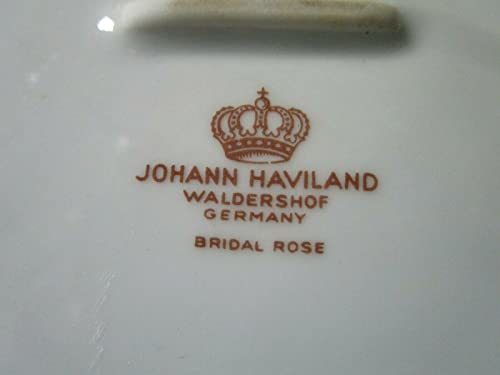 JOHANN HAVILAND
WALDERSHOF
GERMANY
BRIDAL ROSE